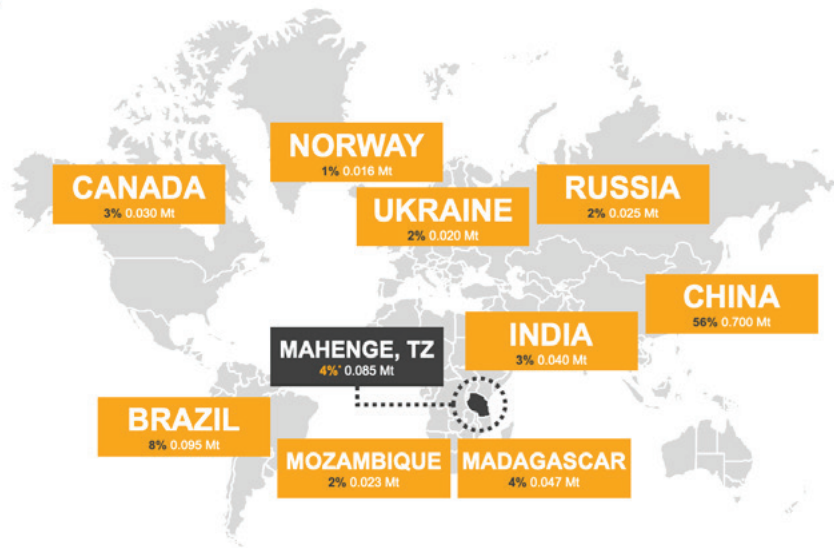 NORWAY
1% 0.016 Mt
CANADA
3% 0.030 Mt
RUSSIA
2% 0.025 Mt
UKRAINE
2% 0.020 Mt
CHINA
56% 0.700 Mt
INDIA
3% 0.040 Mt
MAHENGE, TZ
4%* 0.085 Mt
BRAZIL
8% 0.095 Mt
MOZAMBIQUE
2% 0.023 Mt
MADAGASCAR
4% 0.047 Mt